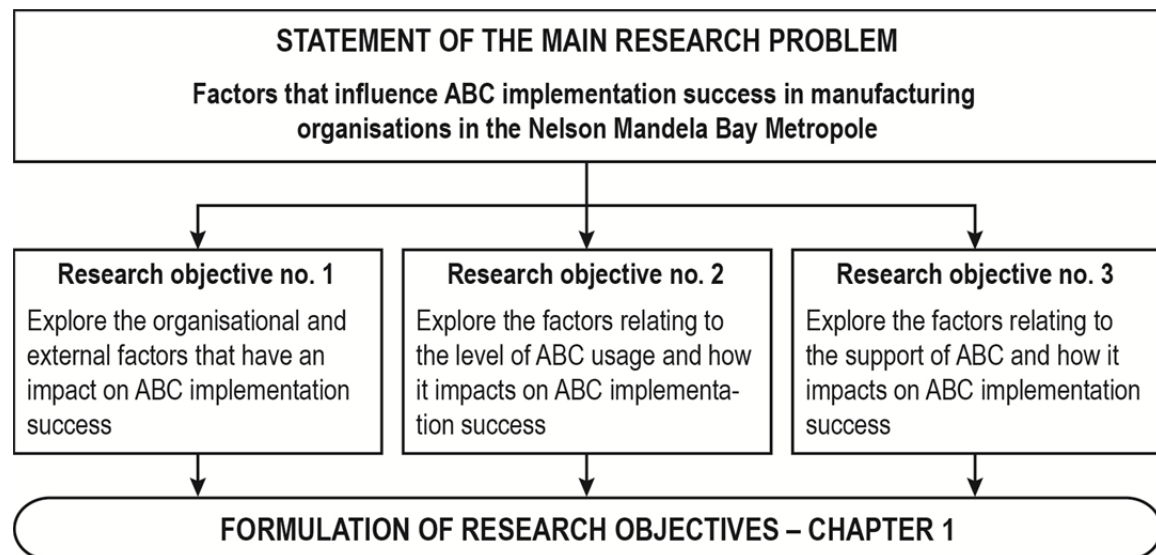 STATEMENT OF THE MAIN RESEARCH PROBLEM
Factors that influence ABC implementation success in manufacturing
organisations in the Nelson Mandela Bay Metropole
Research objective no. 1
Explore the organisational and
external factors that have an
impact on ABC implementation
success
Research objective no. 2
Explore the factors relating to
the level of ABC usage and how
it impacts on ABC implementa-
tion success
Research objective no. 3
Explore the factors relating to
the support of ABC and how it
impacts on ABC implementation
success
FORMULATION OF RESEARCH OBJECTIVES – CHAPTER 1